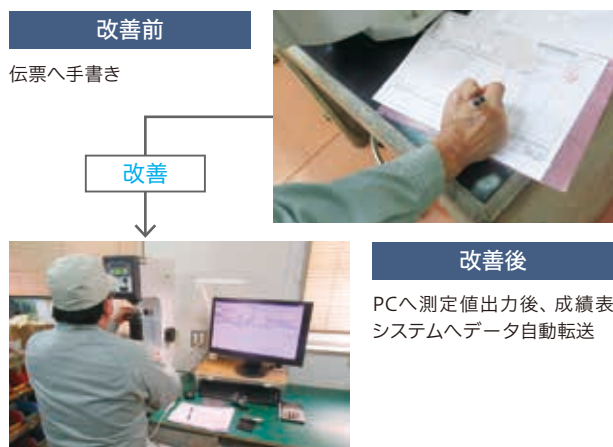 改善前
伝票へ手書き
改善
改善後
PCへ測定値出力後、成績表
システムへデータ自動転送